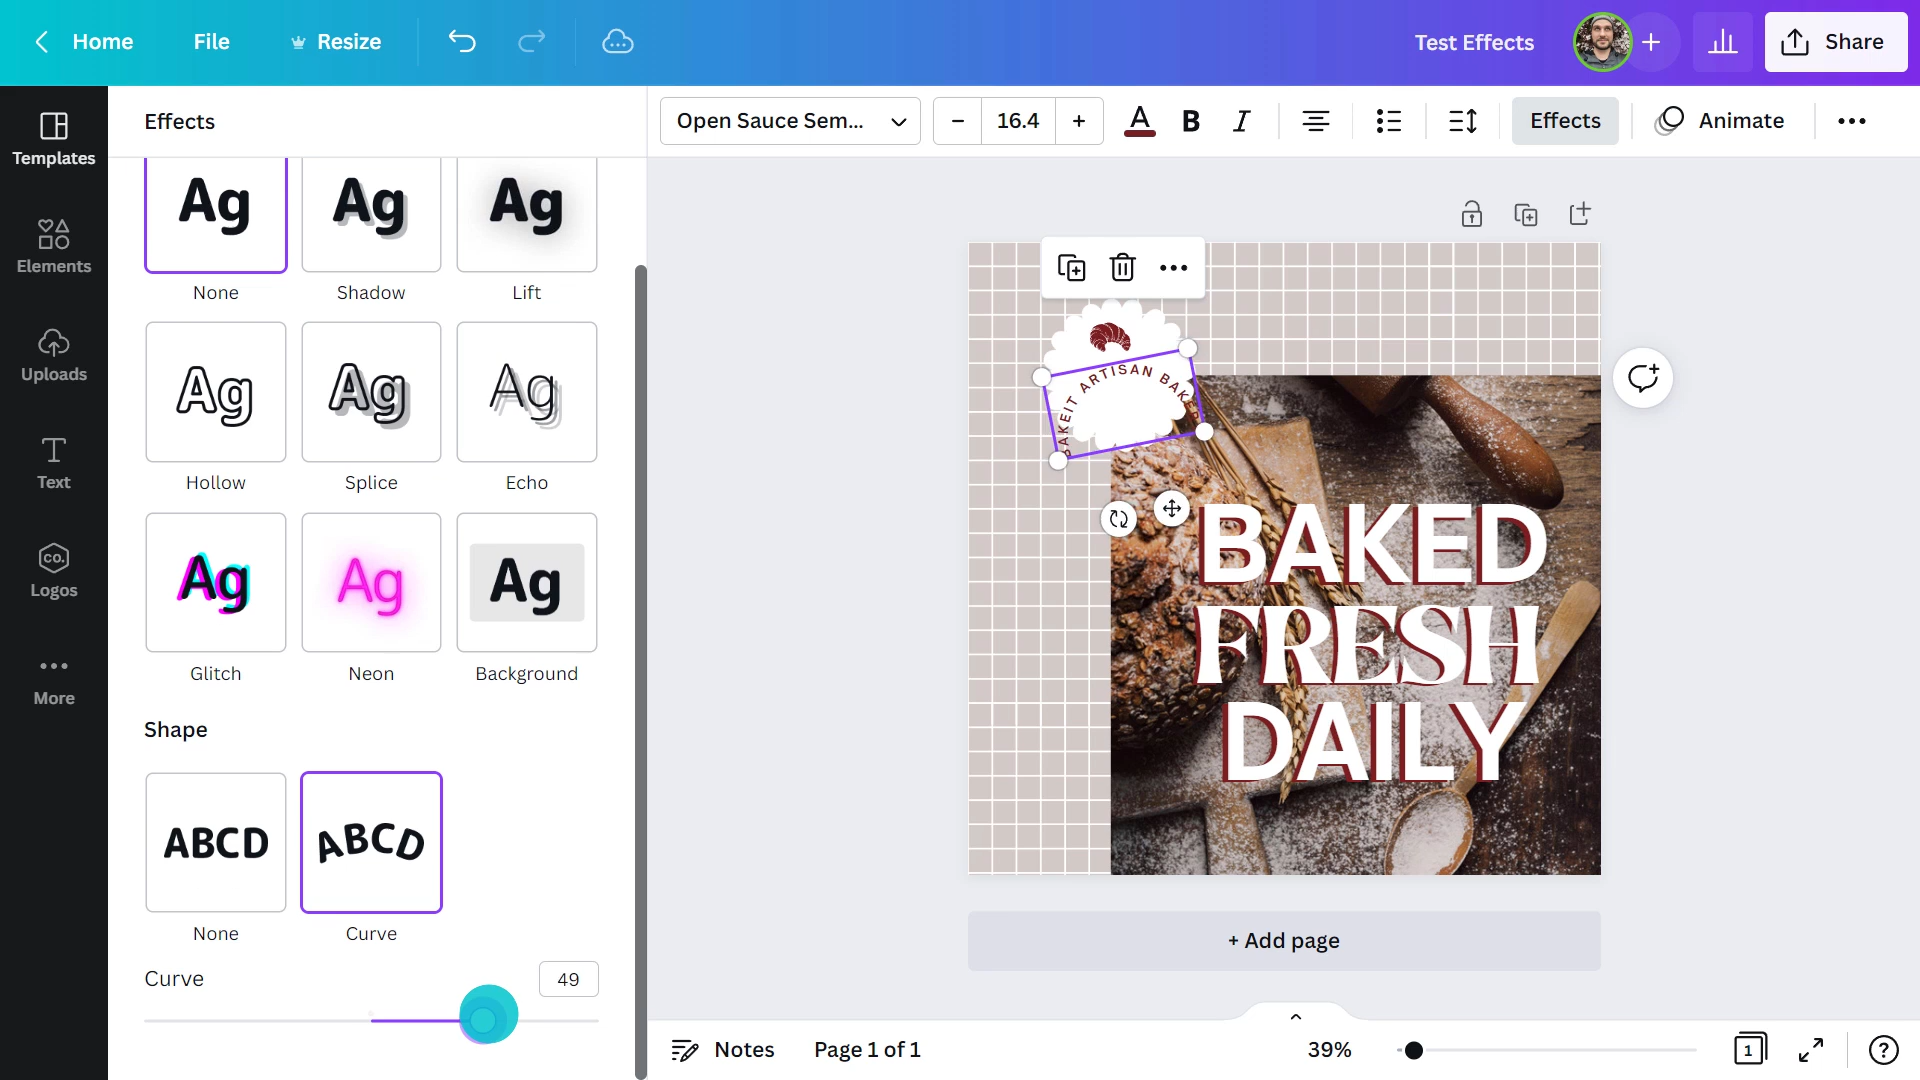 Home File Resize Test Effects Share
Templates
Elements
Uploads
Text
CO.
Logos
More
Effects
Ag Ag Ag
None Shadow Lift
Ag Ag Ag
Hollow Splice Echo
Ag Ag Ag
Glitch Neon Background
Shape
ABCD ABCD
None Curve
Curve 49
Open Sauce Sem... − 16.4 + A B I Effects Animate
BAKEIT ARTISAN BAKE
BAKED
FRESH
DAILY
+ Add page
Notes Page 1 of 1 39% 1 ?